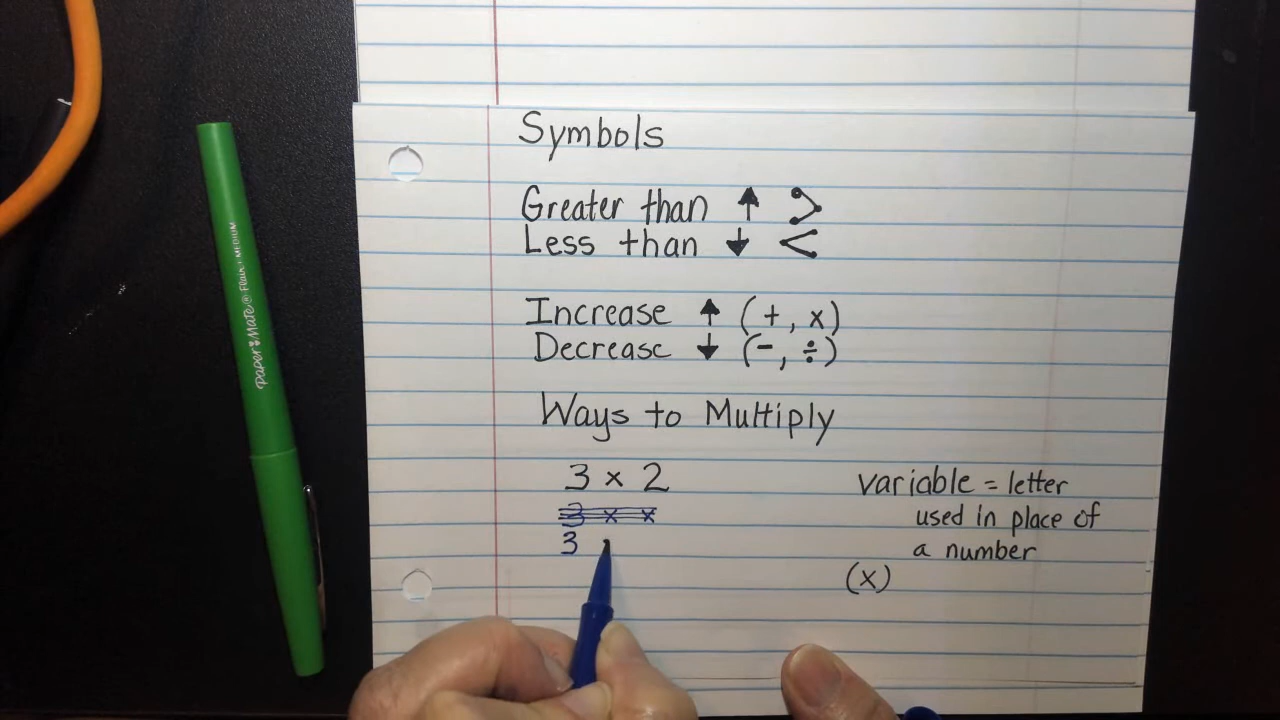 Symbols
Greater than ↑ >
Less than ↓ <
Increase ↑ (+, x)
Decrease ↓ (-, ÷)
Ways to Multiply
3 × 2
3 × x
3 ·
variable = letter
used in place of
a number
(x)
Paper Mate® Flair • MEDIUM